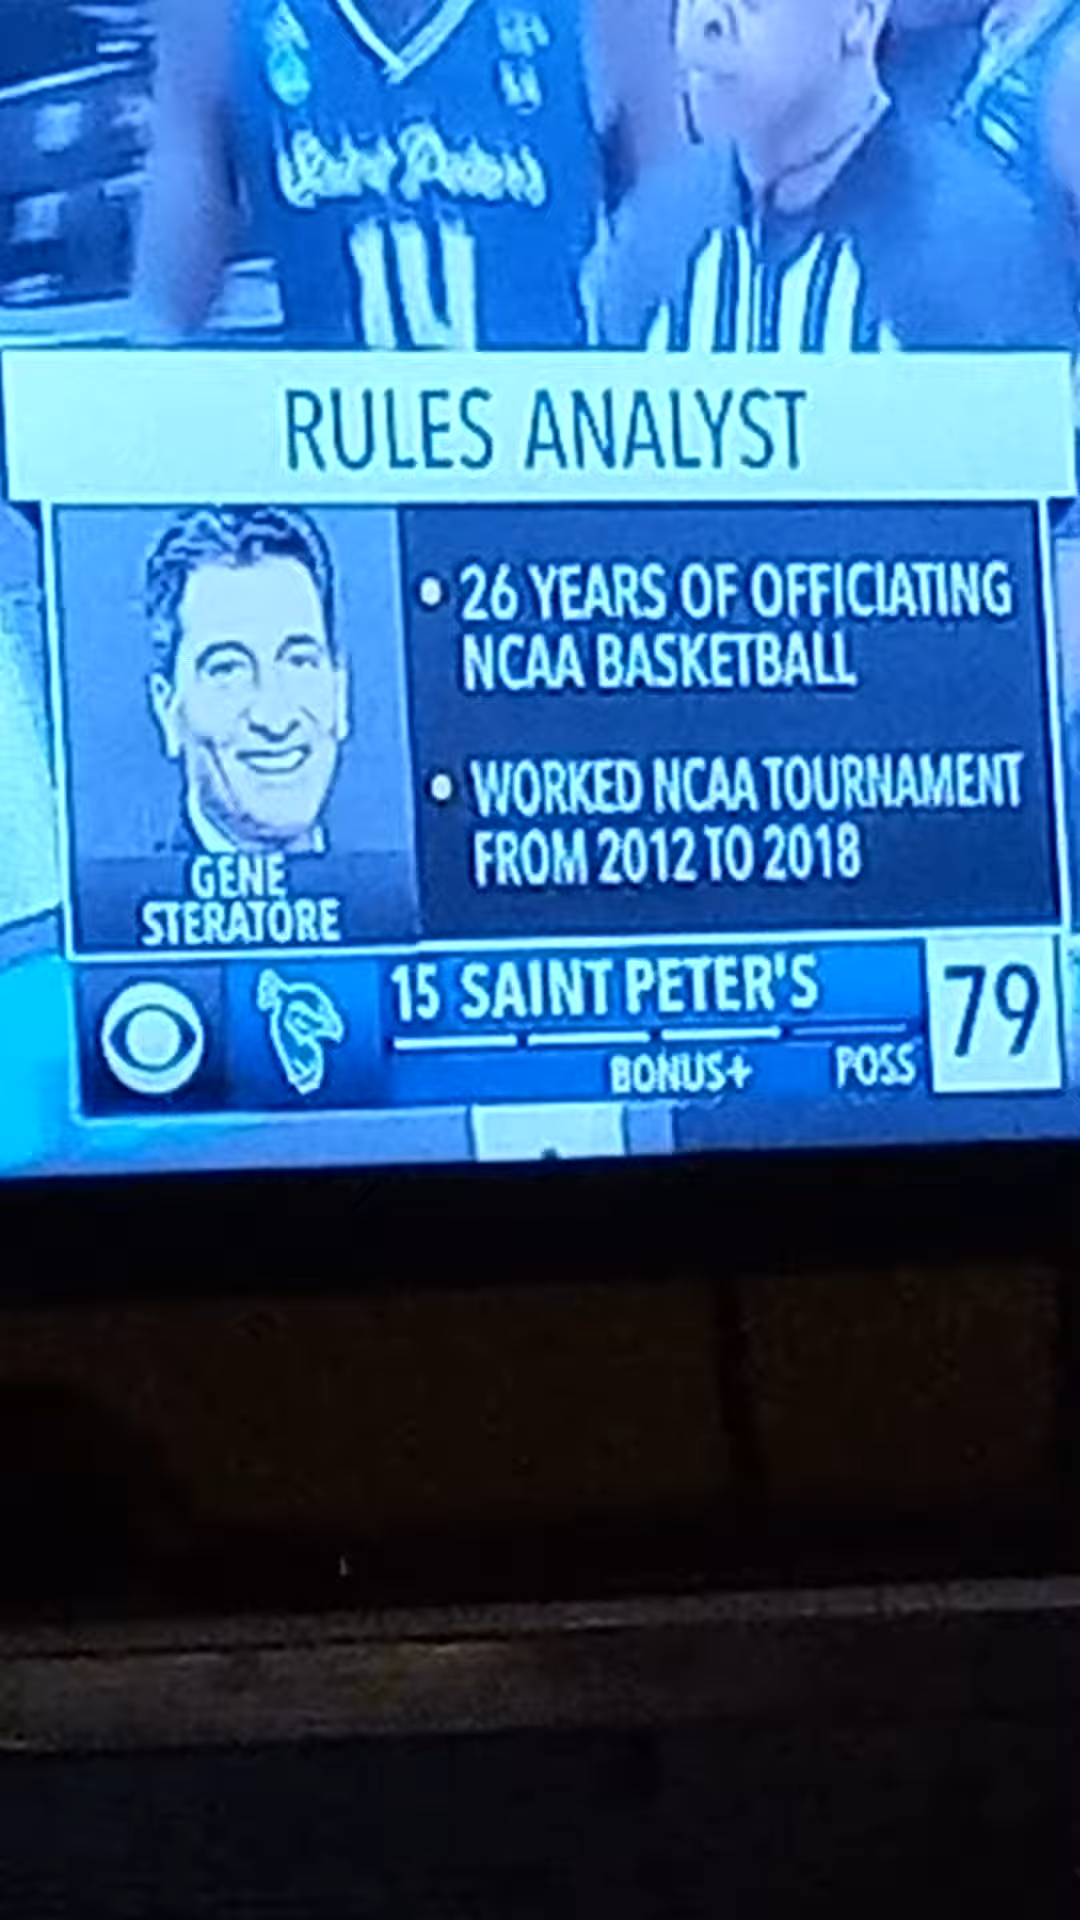 Saint Peter's
RULES ANALYST
• 26 YEARS OF OFFICIATING
NCAA BASKETBALL
• WORKED NCAA TOURNAMENT
FROM 2012 TO 2018
GENE
STERATORE
15 SAINT PETER'S
79
BONUS+
POSS